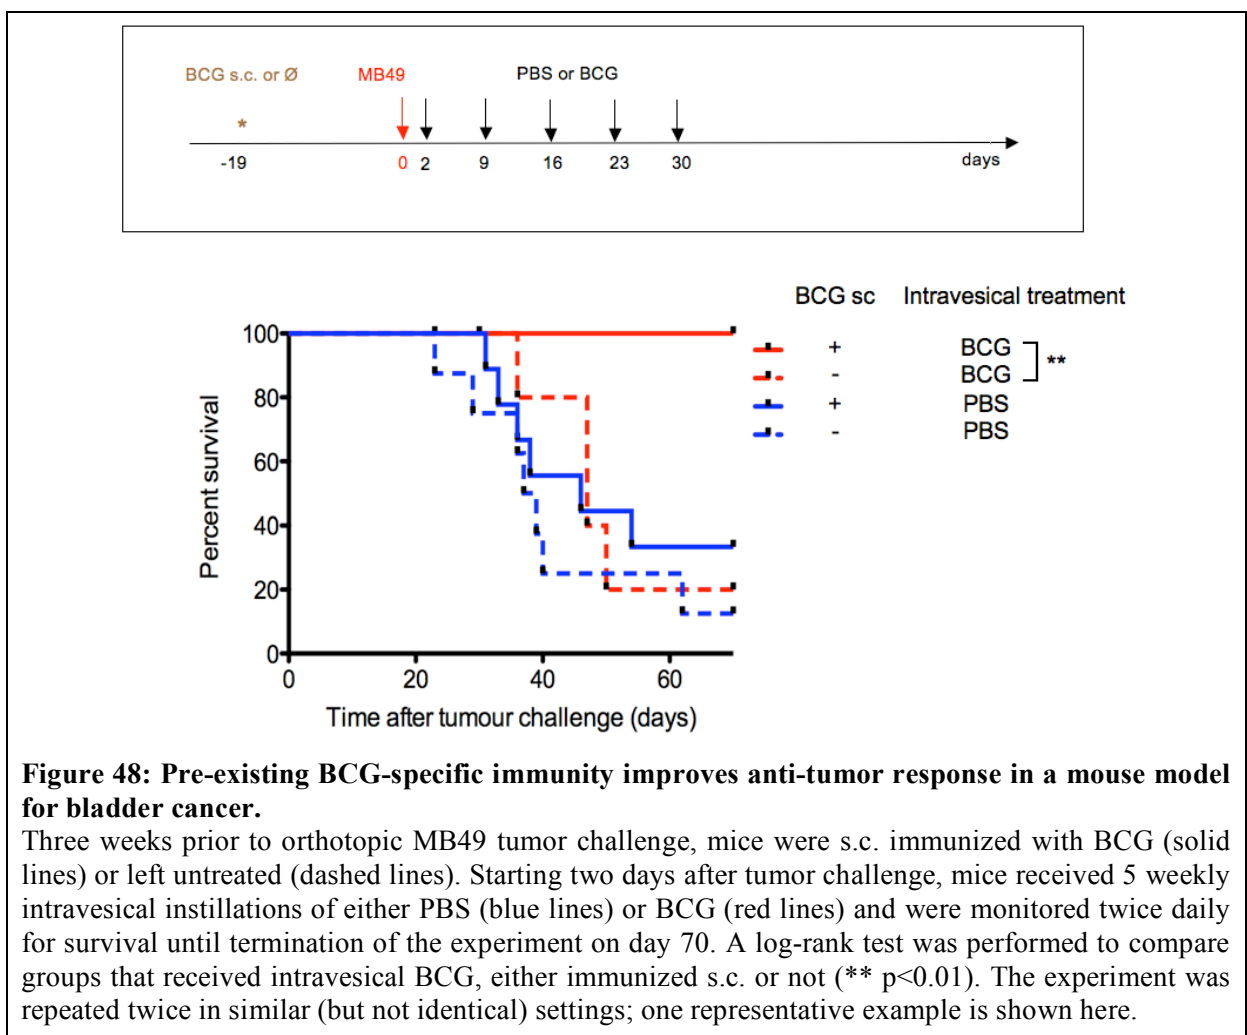 BCG s.c. or Ø MB49 PBS or BCG
*
-19 0 2 9 16 23 30 days
BCG sc Intravesical treatment
+ BCG
- BCG
**
+ PBS
- PBS
100
80
60
40
20
0
Percent survival
0 20 40 60
Time after tumour challenge (days)
Figure 48: Pre-existing BCG-specific immunity improves anti-tumor response in a mouse model
for bladder cancer.
Three weeks prior to orthotopic MB49 tumor challenge, mice were s.c. immunized with BCG (solid
lines) or left untreated (dashed lines). Starting two days after tumor challenge, mice received 5 weekly
intravesical instillations of either PBS (blue lines) or BCG (red lines) and were monitored twice daily
for survival until termination of the experiment on day 70. A log-rank test was performed to compare
groups that received intravesical BCG, either immunized s.c. or not (** p<0.01). The experiment was
repeated twice in similar (but not identical) settings; one representative example is shown here.